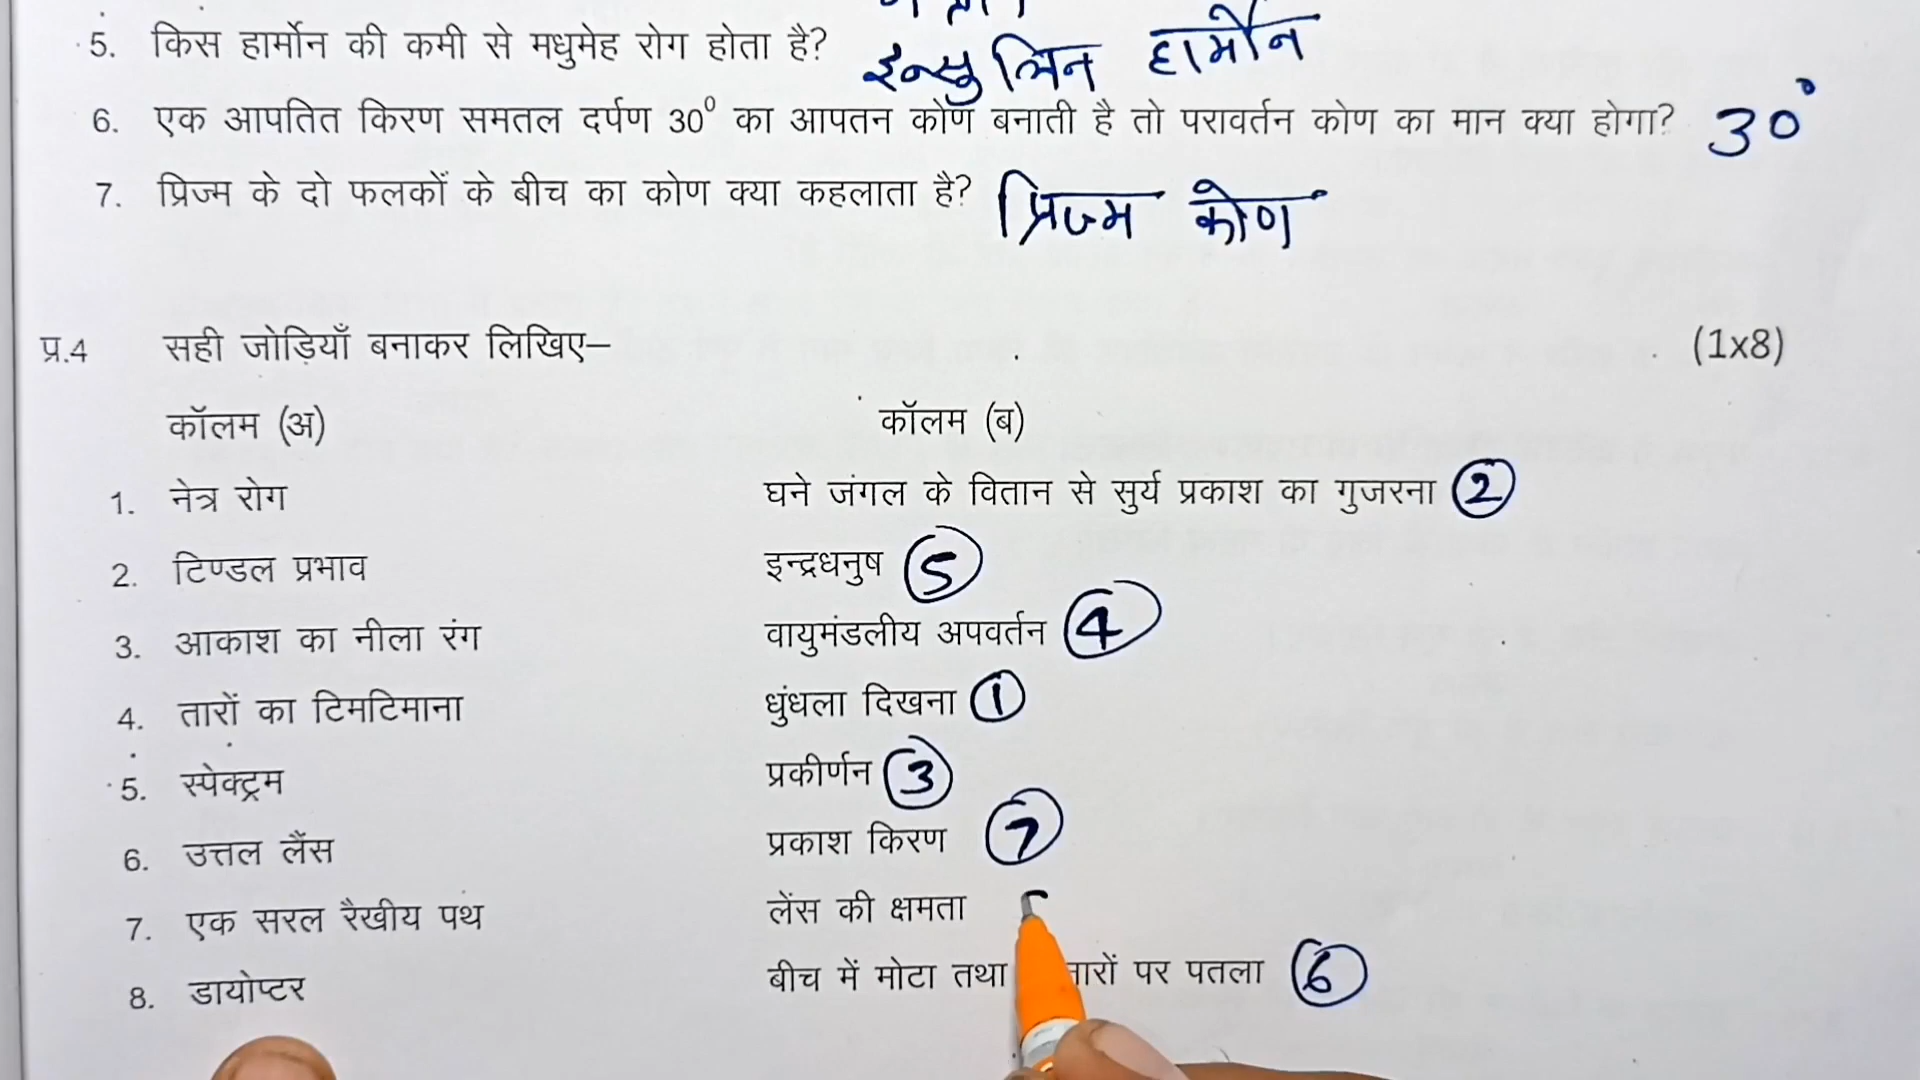 5. किस हार्मोन की कमी से मधुमेह रोग होता है? इन्सुलिन हार्मोन
6. एक आपतित किरण समतल दर्पण 30⁰ का आपतन कोण बनाती है तो परावर्तन कोण का मान क्या होगा? 30°
7. प्रिज्म के दो फलकों के बीच का कोण क्या कहलाता है? प्रिज्म कोण
प्र.4 सही जोड़ियाँ बनाकर लिखिए– (1x8)
कॉलम (अ) कॉलम (ब)
1. नेत्र रोग घने जंगल के वितान से सुर्य प्रकाश का गुजरना 2
2. टिण्डल प्रभाव इन्द्रधनुष 5
3. आकाश का नीला रंग वायुमंडलीय अपवर्तन 4
4. तारों का टिमटिमाना धुंधला दिखना 1
5. स्पेक्ट्रम प्रकीर्णन 3
6. उत्तल लैंस प्रकाश किरण 7
7. एक सरल रैखीय पथ लेंस की क्षमता
8. डायोप्टर बीच में मोटा तथा पर पतला 6